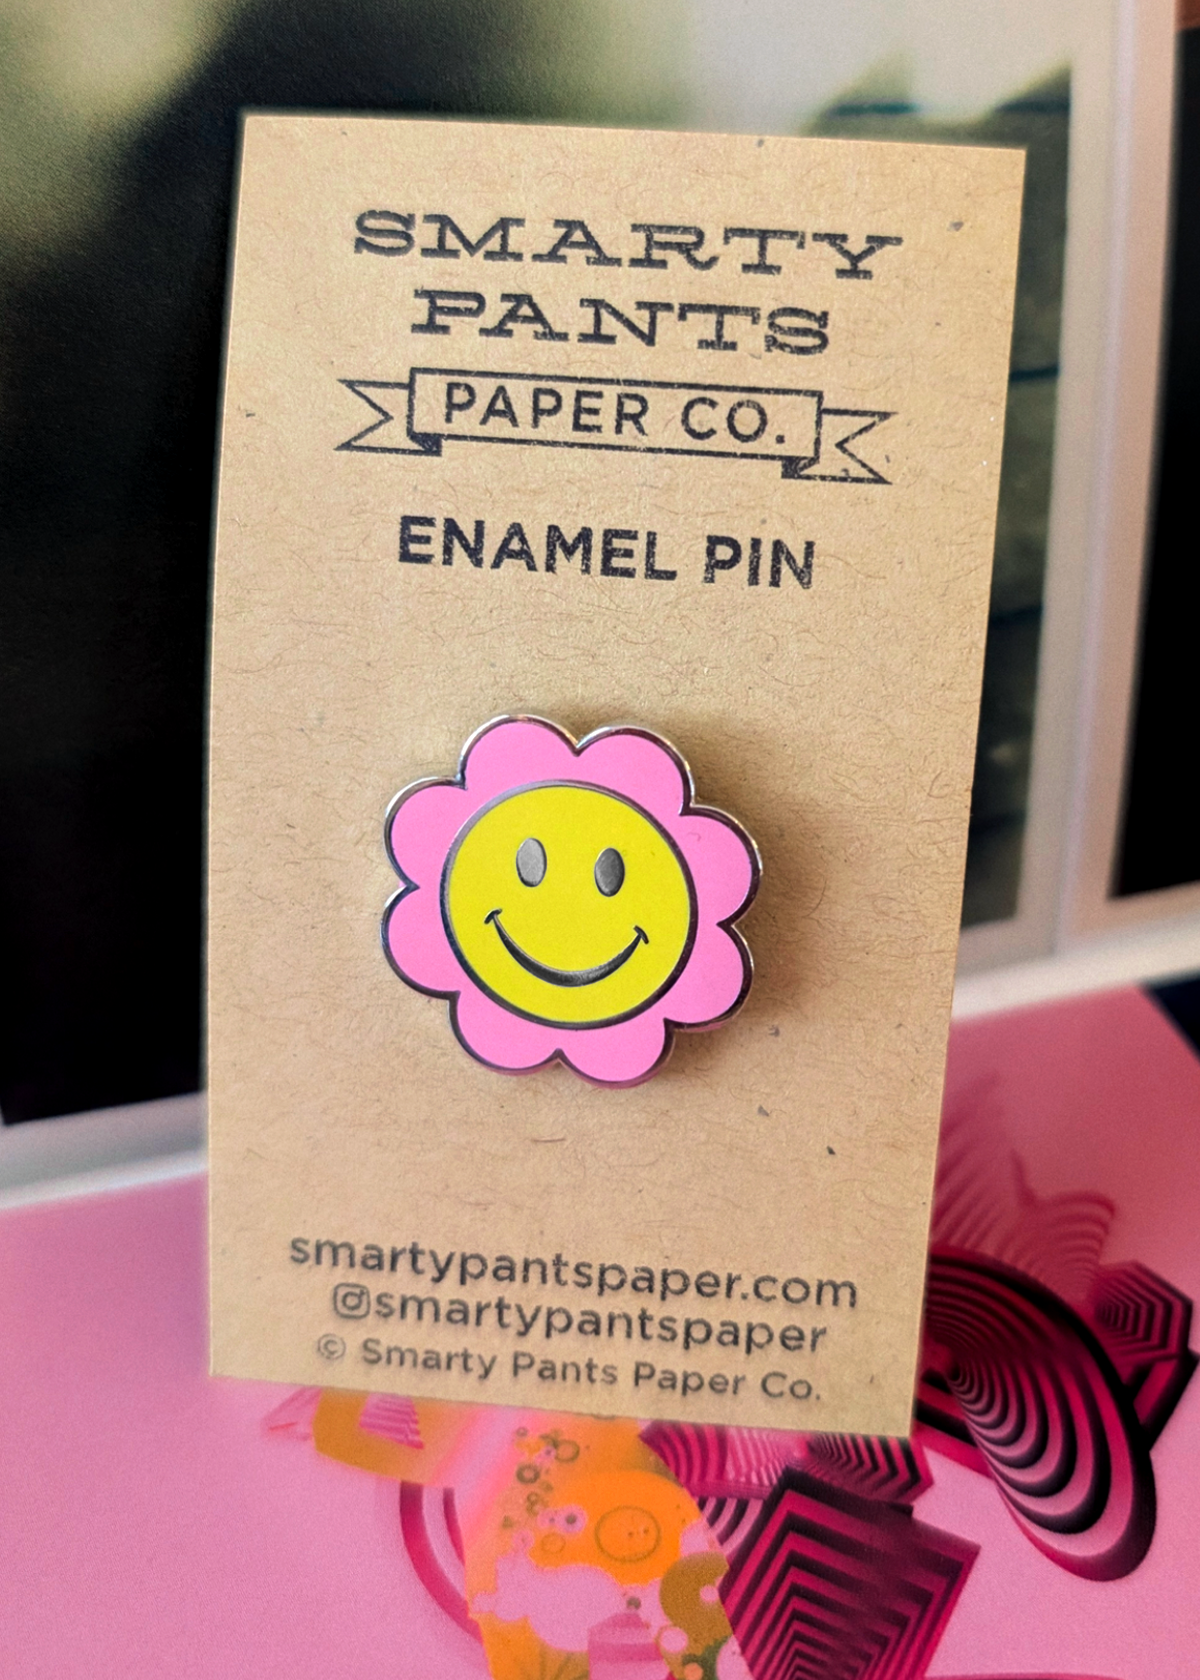 SMARTY
PANTS
PAPER CO.
ENAMEL PIN
smartypantspaper.com
smartypantspaper
© Smarty Pants Paper Co.